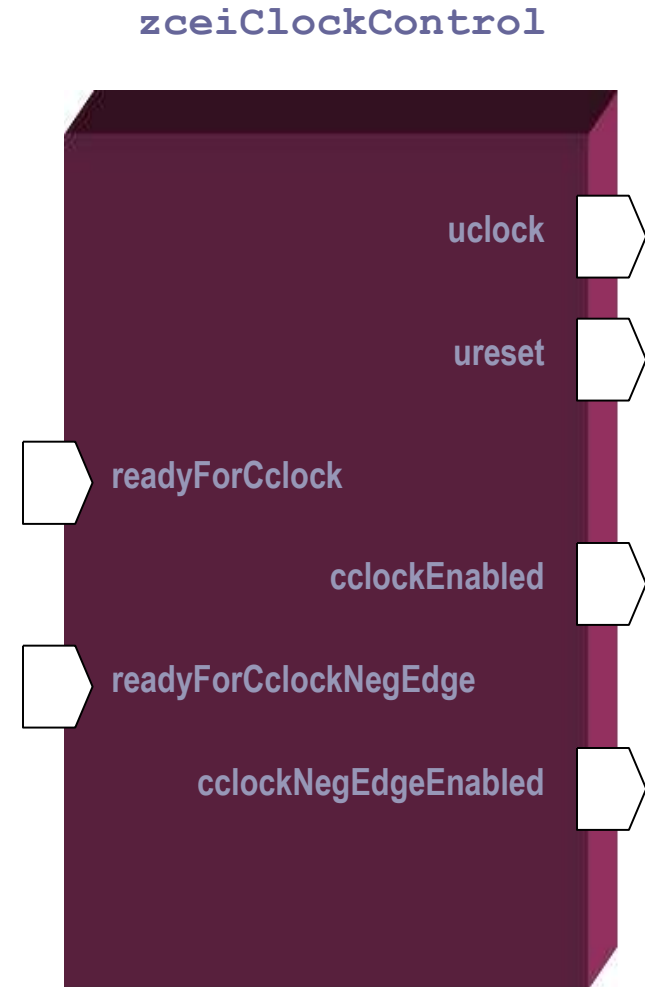 zceiClockControl
uclock
ureset
readyForCclock
cclockEnabled
readyForCclockNegEdge
cclockNegEdgeEnabled